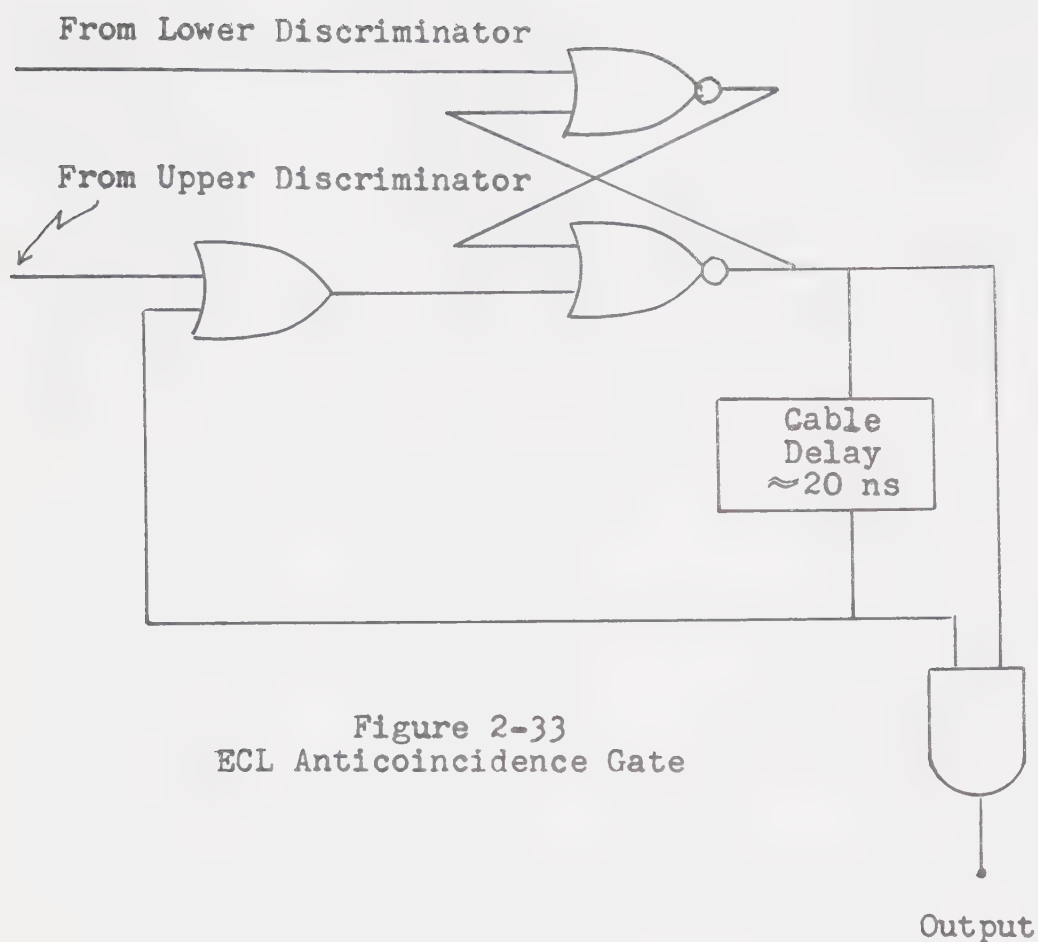 From Lower Discriminator
From Upper Discriminator
Cable
Delay
≈20 ns
Figure 2-33
ECL Anticoincidence Gate
Output